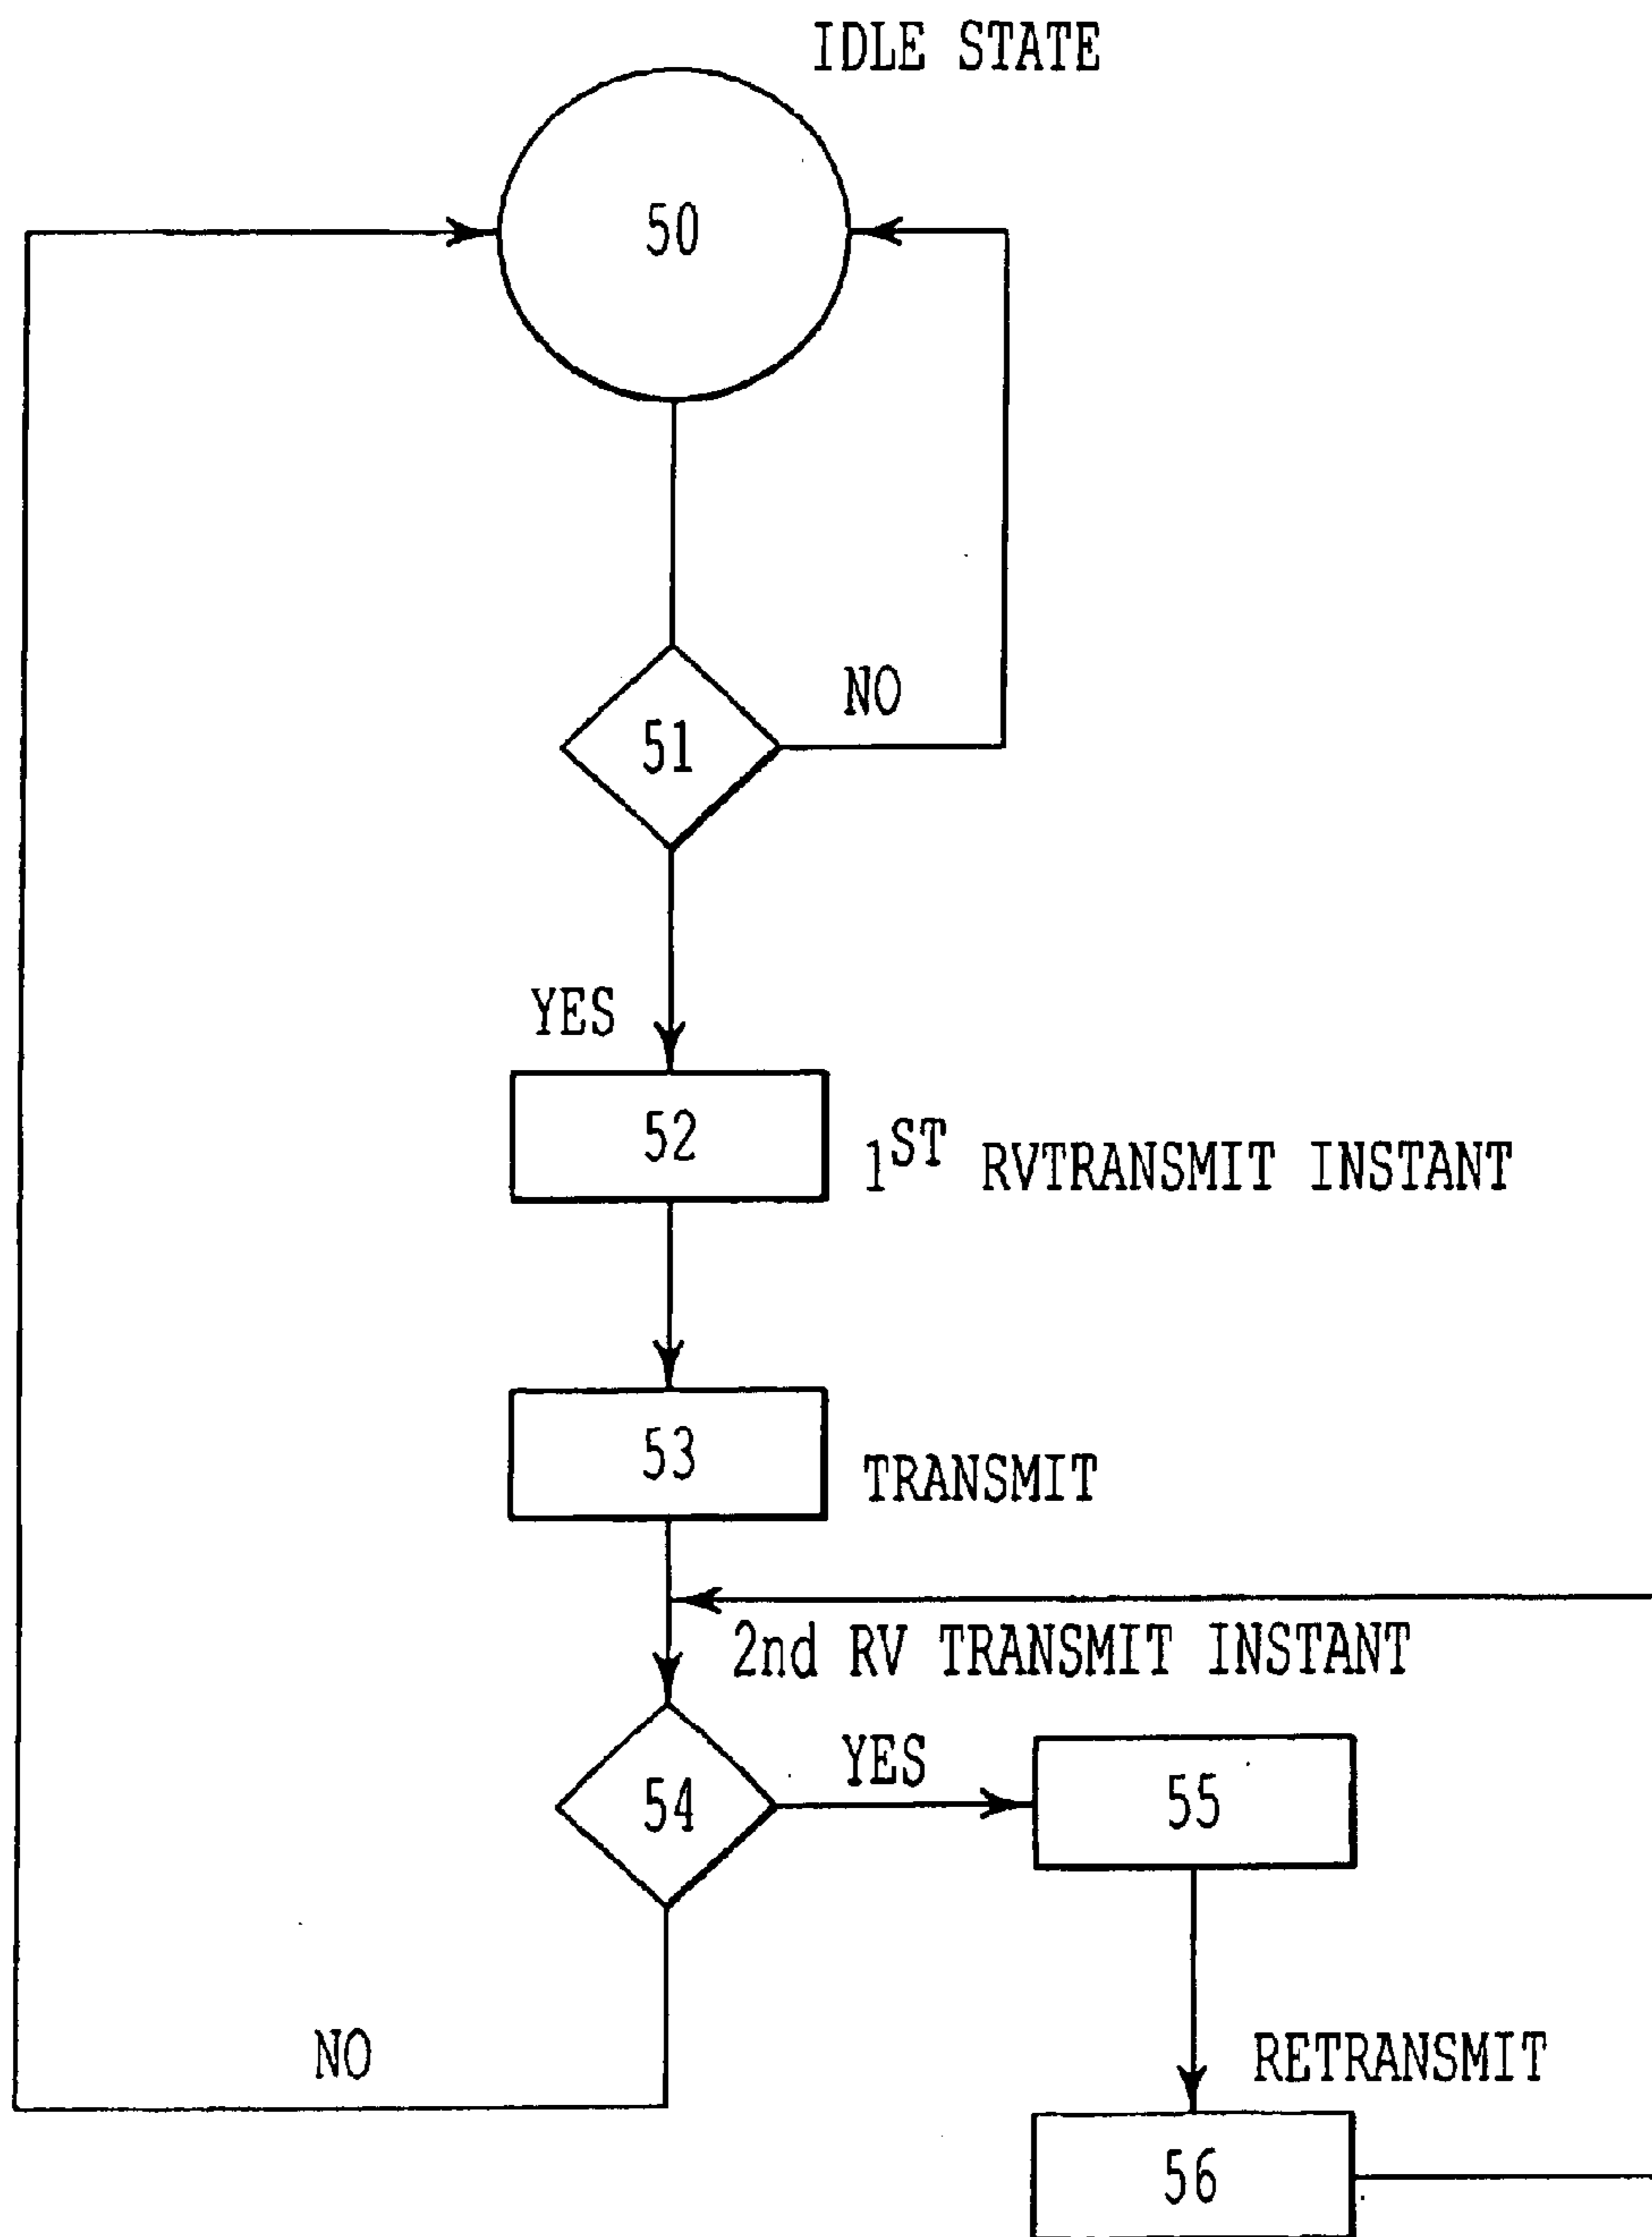 IDLE STATE
50
51
NO
YES
52
1ST RVTRANSMIT INSTANT
53
TRANSMIT
2nd RV TRANSMIT INSTANT
YES
54
55
NO
RETRANSMIT
56